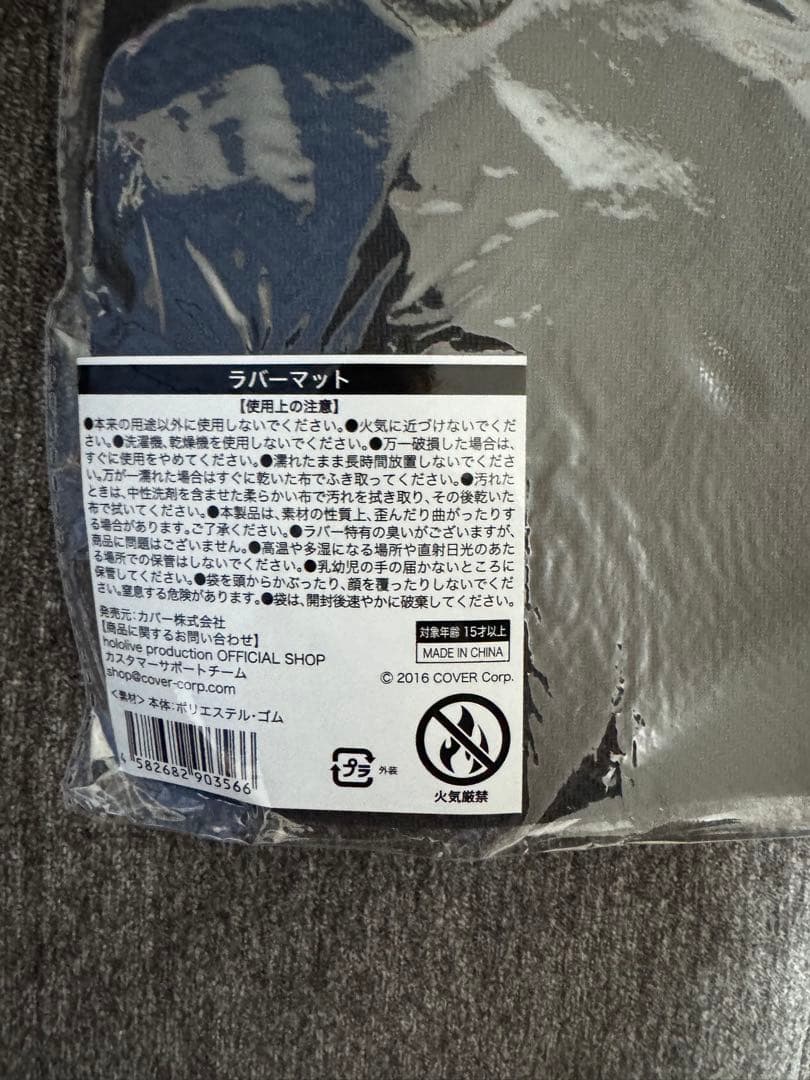 ラバーマット
【使用上の注意】
●本来の用途以外に使用しないでください。●火気に近づけないでくだ
さい。●洗濯機、乾燥機を使用しないでください。●万一破損した場合は、
すぐに使用をやめてください。●濡れたまま長時間放置しないでくださ
い。万が一濡れた場合はすぐに乾いた布でふき取ってください。●汚れた
ときは、中性洗剤を含ませた柔らかい布で汚れを拭き取り、その後乾いた
布で拭いてください。●本製品は、素材の性質上、歪んだり曲がったりす
る場合があります。ご了承ください。●ラバー特有の臭いがございますが、
商品に問題はございません。●高温や多湿になる場所や直射日光のあた
る場所での保管はしないでください。●乳幼児の手の届かないところに
保管してください。●袋を頭からかぶったり、顔を覆ったりしないでくだ
さい。窒息する危険があります。●袋は、開封後速やかに破棄してください。
発売元:カバー株式会社
【商品に関するお問い合わせ】
hololive production OFFICIAL SHOP
カスタマーサポートチーム
shop@cover-corp.com
対象年齢 15才以上
MADE IN CHINA
© 2016 COVER Corp.
<素材>本体:ポリエステル・ゴム
4 582682 903566
プラ 外装
火気厳禁